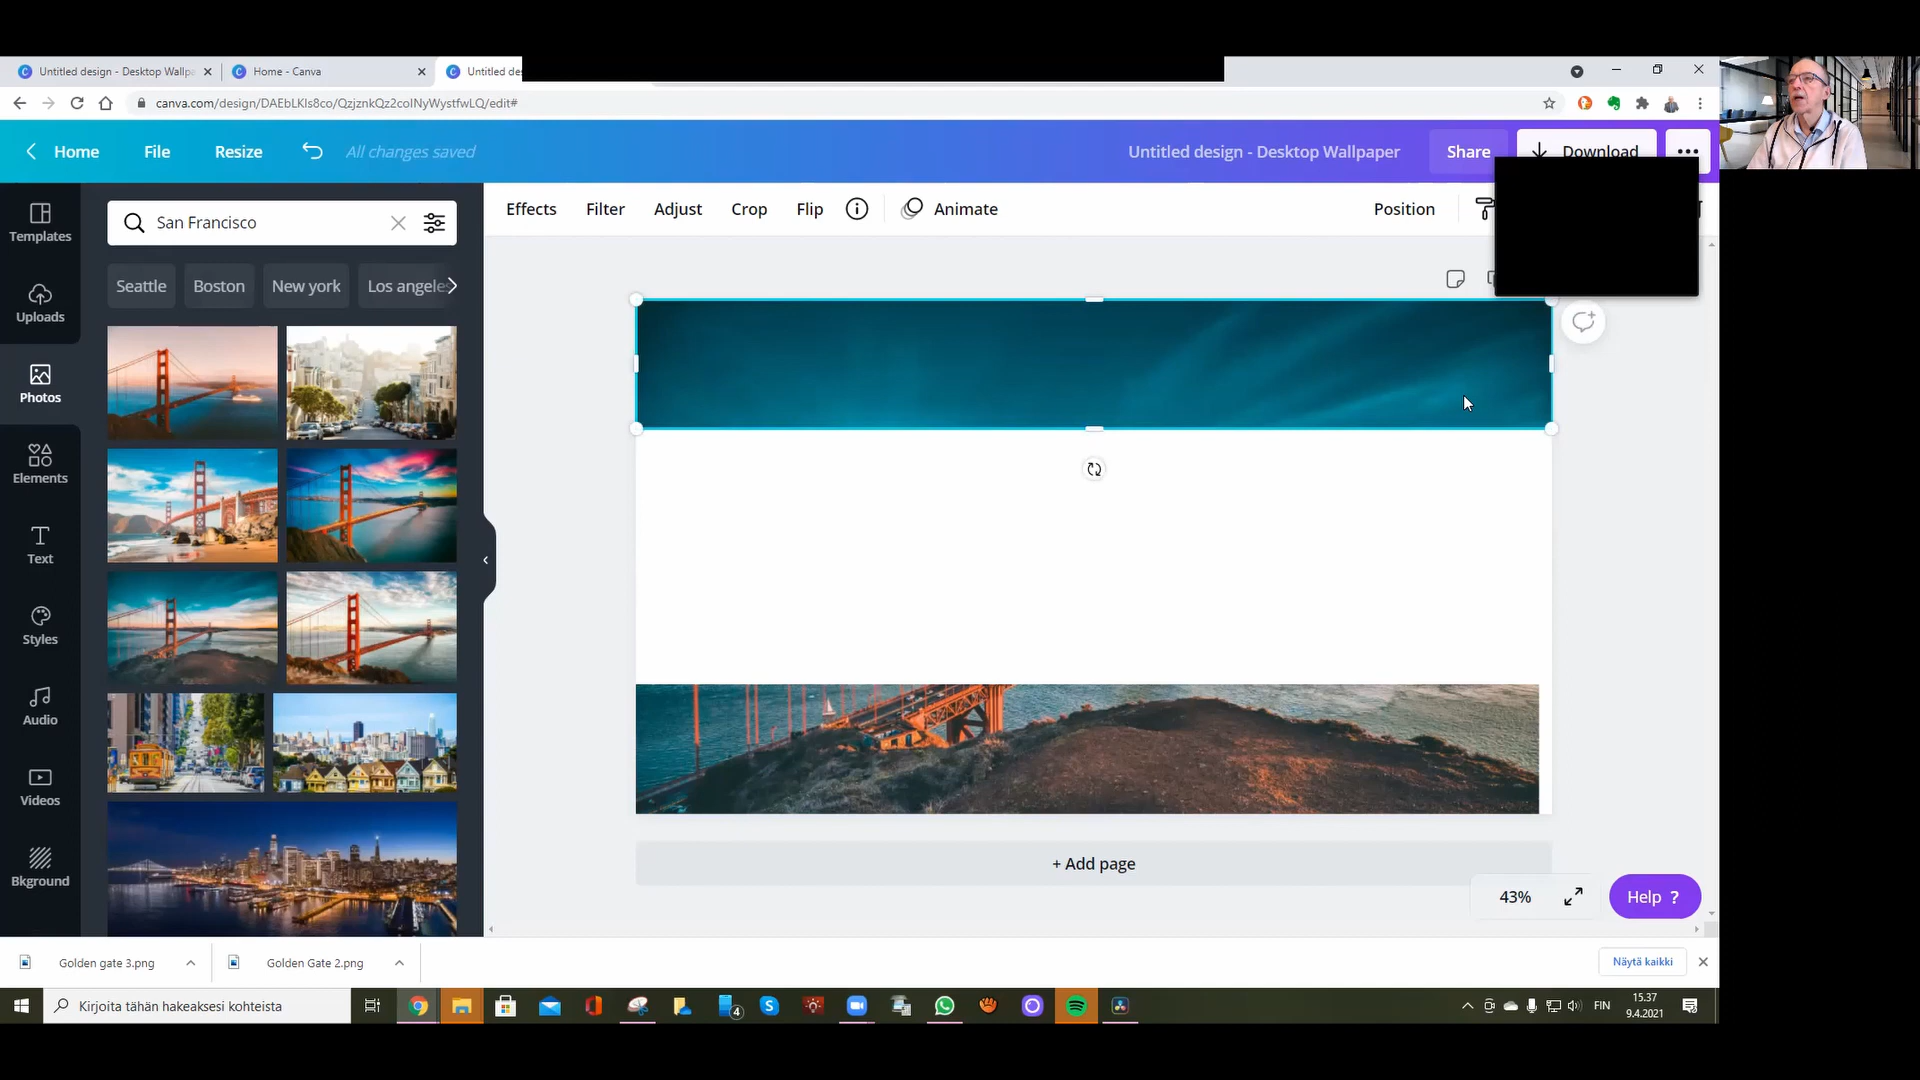 Untitled design - Desktop Wallpa
Home - Canva
Untitled de
canva.com/design/DAEbLKls8co/QzjznkQz2colNyWystfwLQ/edit#
Home
File
Resize
All changes saved
Untitled design - Desktop Wallpaper
Share
Download
Templates
Uploads
Photos
Elements
Text
Styles
Audio
Videos
Bkground
San Francisco
Seattle
Boston
New york
Los angeles
Effects
Filter
Adjust
Crop
Flip
Animate
Position
+ Add page
43%
Help ?
Golden gate 3.png
Golden Gate 2.png
Näytä kaikki
Kirjoita tähän hakeaksesi kohteista
4
FIN
15.37
9.4.2021